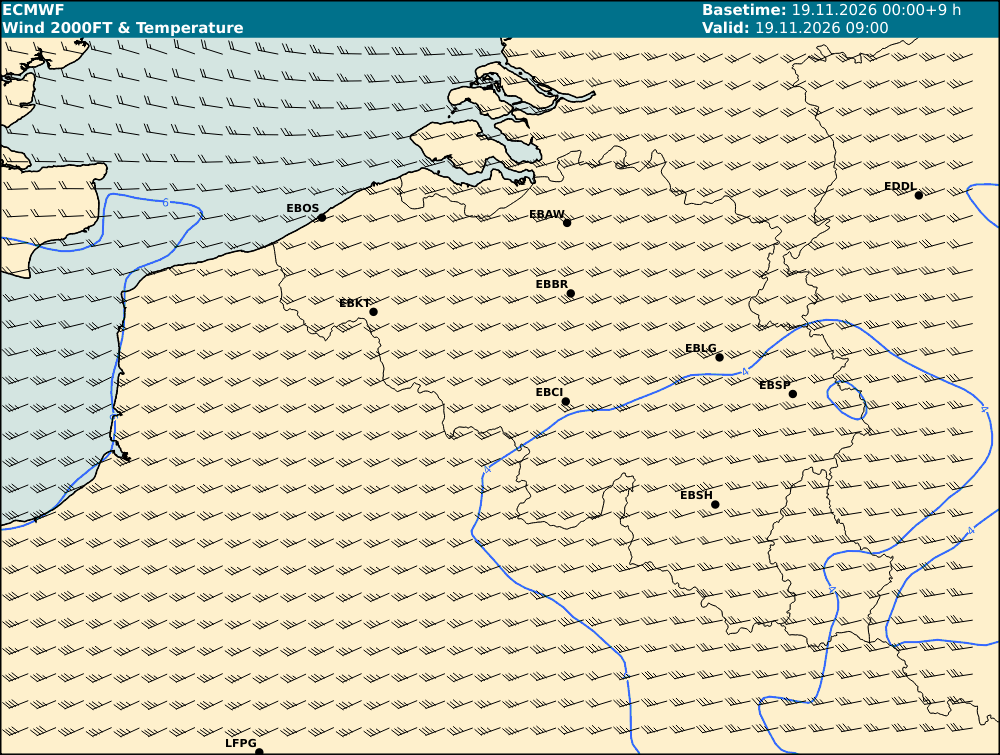 ECMWF
Basetime: 19.11.2026 00:00+9 h
Wind 2000FT & Temperature
Valid: 19.11.2026 09:00
EDDL
6
EBOS
EBAW
EBBR
EBKT
EBLG
4
EBSP
EBCI
4
4
EBSH
4
4
LFPG